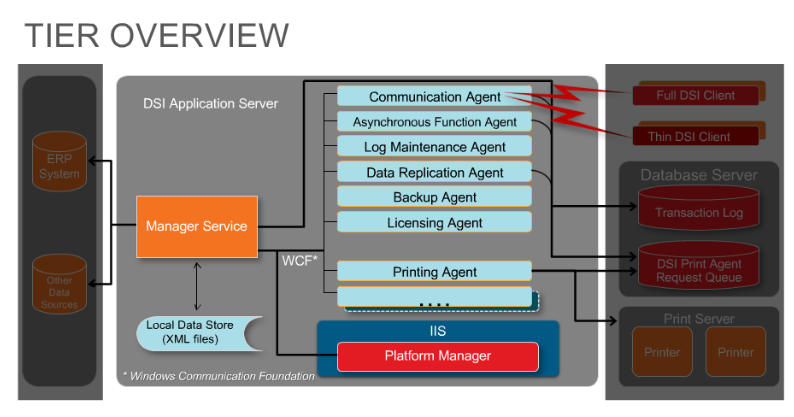 TIER OVERVIEW
DSI Application Server
Communication Agent
Asynchronous Function Agent
Log Maintenance Agent
Data Replication Agent
Backup Agent
Licensing Agent
Printing Agent
. . . .
Manager Service
WCF*
Local Data Store
(XML files)
IIS
Platform Manager
* Windows Communication Foundation
ERP
System
Other
Data
Sources
Full DSI Client
Thin DSI Client
Database Server
Transaction Log
DSI Print Agent
Request Queue
Print Server
Printer
Printer